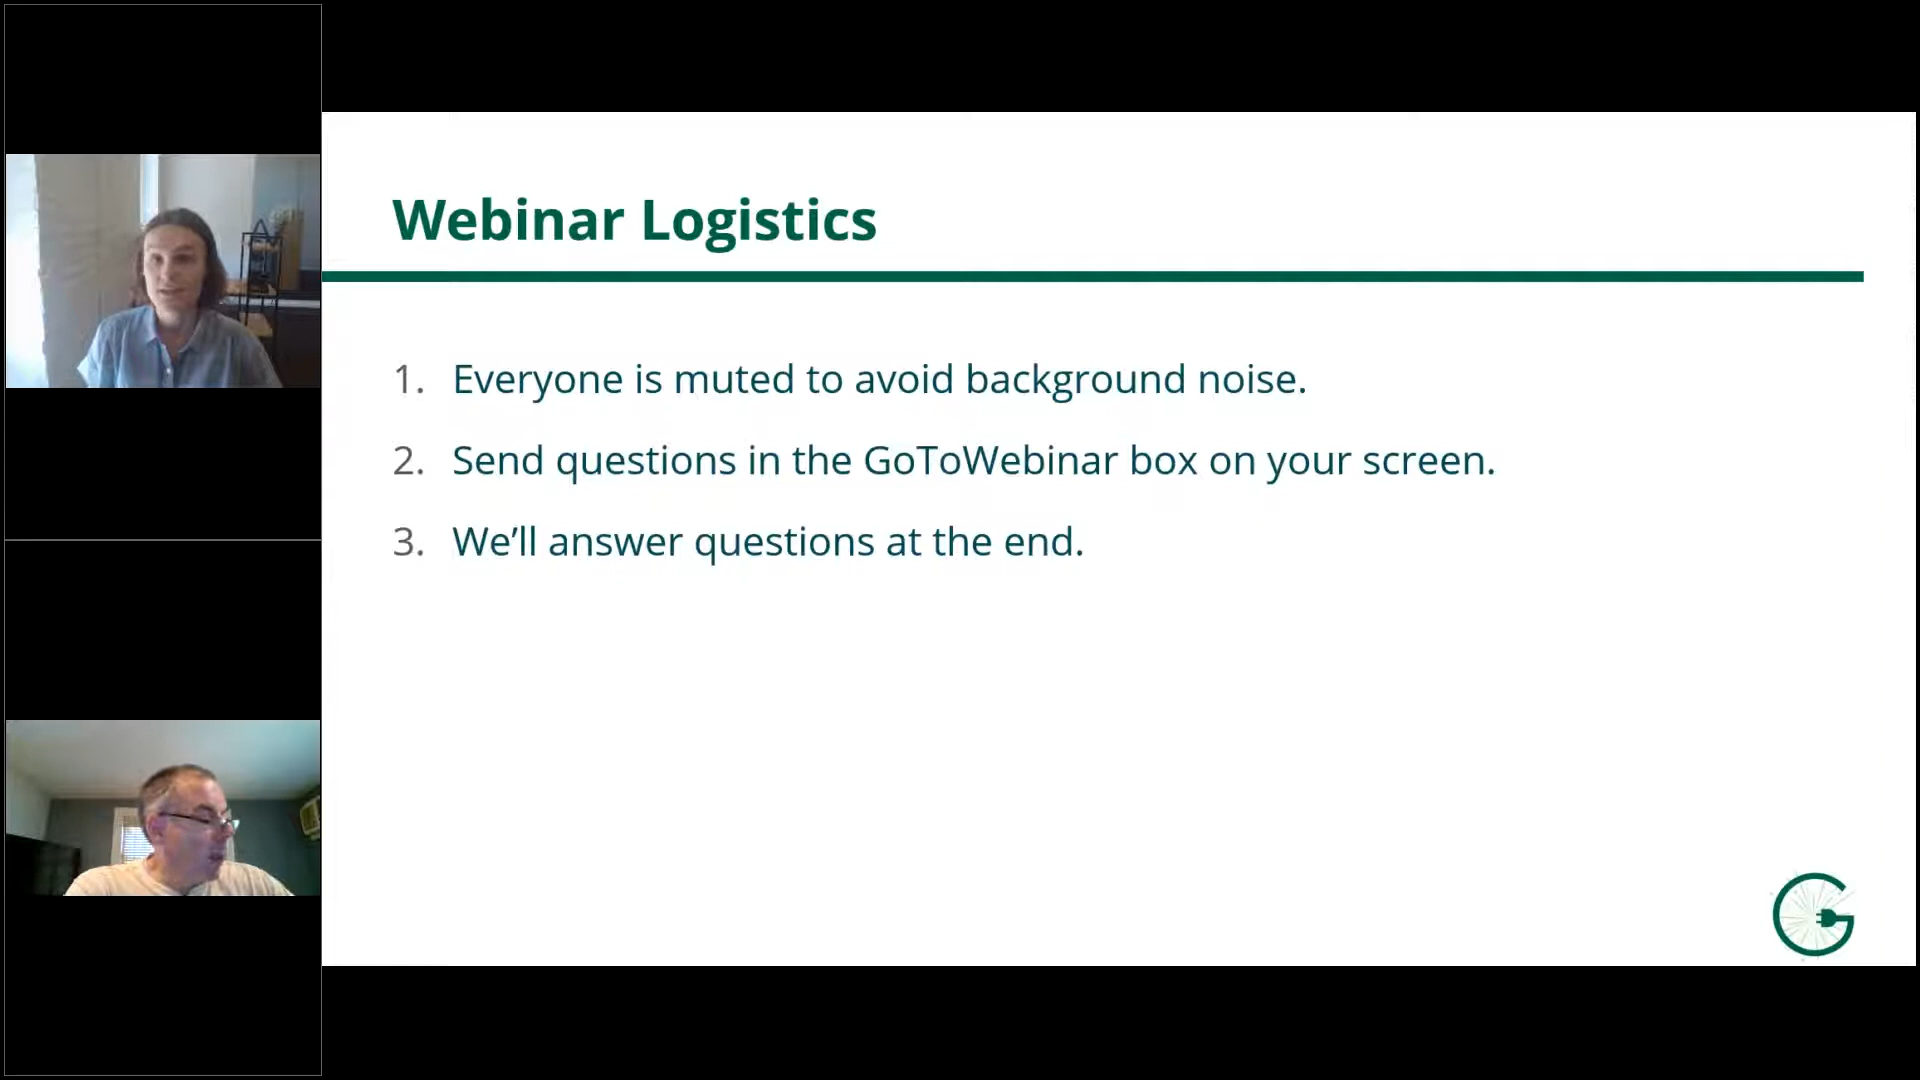 Webinar Logistics
1. Everyone is muted to avoid background noise.
2. Send questions in the GoToWebinar box on your screen.
3. We’ll answer questions at the end.